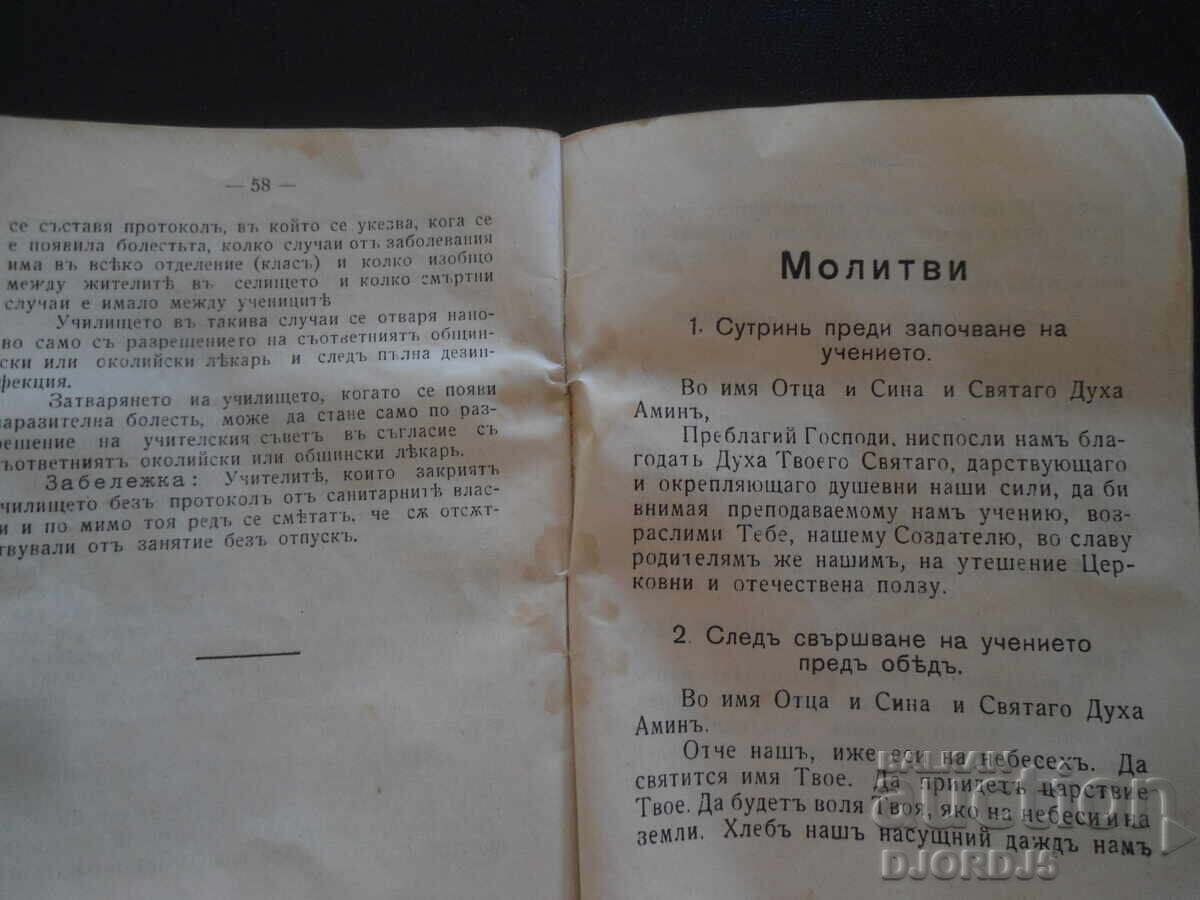 — 58 —
се съставя протоколъ, въ който се укезва, кога се
е появила болестьта, колко случаи отъ заболевания
има въ всѣко отделение (класъ) и колко изобщо
между жителитѣ въ селището и колко смъртни
случаи е имало между ученицитѣ
Училището въ такива случаи се отваря напо-
во само съ разрешението на съответниятъ общин-
ски или околийски лѣкарь и следъ пълна дезин-
фекция.
Затварянето на училището, когато се появи
заразителна болесть, може да стане само по раз-
решение на учителския съветъ въ съгласие съ
съответниятъ околийски или общински лѣкарь.
Забележка: Учителитѣ, които закриятъ
училището безъ протоколъ отъ санитарнитѣ влас-
ти и по мимо тоя редъ се смѣтатъ, че сѫ отсѫт-
твували отъ занятие безъ отпускъ.
Молитви
1. Сутринь преди започване на
учението.
Во имя Отца и Сина и Святаго Духа
Аминъ,
Преблагий Господи, ниспосли намъ бла-
годать Духа Твоего Святаго, дарствующаго
и окрепляющаго душевни наши сили, да би
внимая преподаваемому намъ учению, воз-
раслими Тебе, нашему Создателю, во славу
родителямъ же нашимъ, на утешение Цер-
ковни и отечествена ползу.
2. Следъ свършване на учението
предъ обѣдъ.
Во имя Отца и Сина и Святаго Духа
Аминъ.
Отче нашъ, иже еси на небесехъ. Да
святится имя Твое. Да приидетъ царствие
Твое. Да будетъ воля Твоя, яко на небеси и на
земли. Хлебъ нашъ насущний даждъ намъ
BALKAN
auction
DJORDJ5